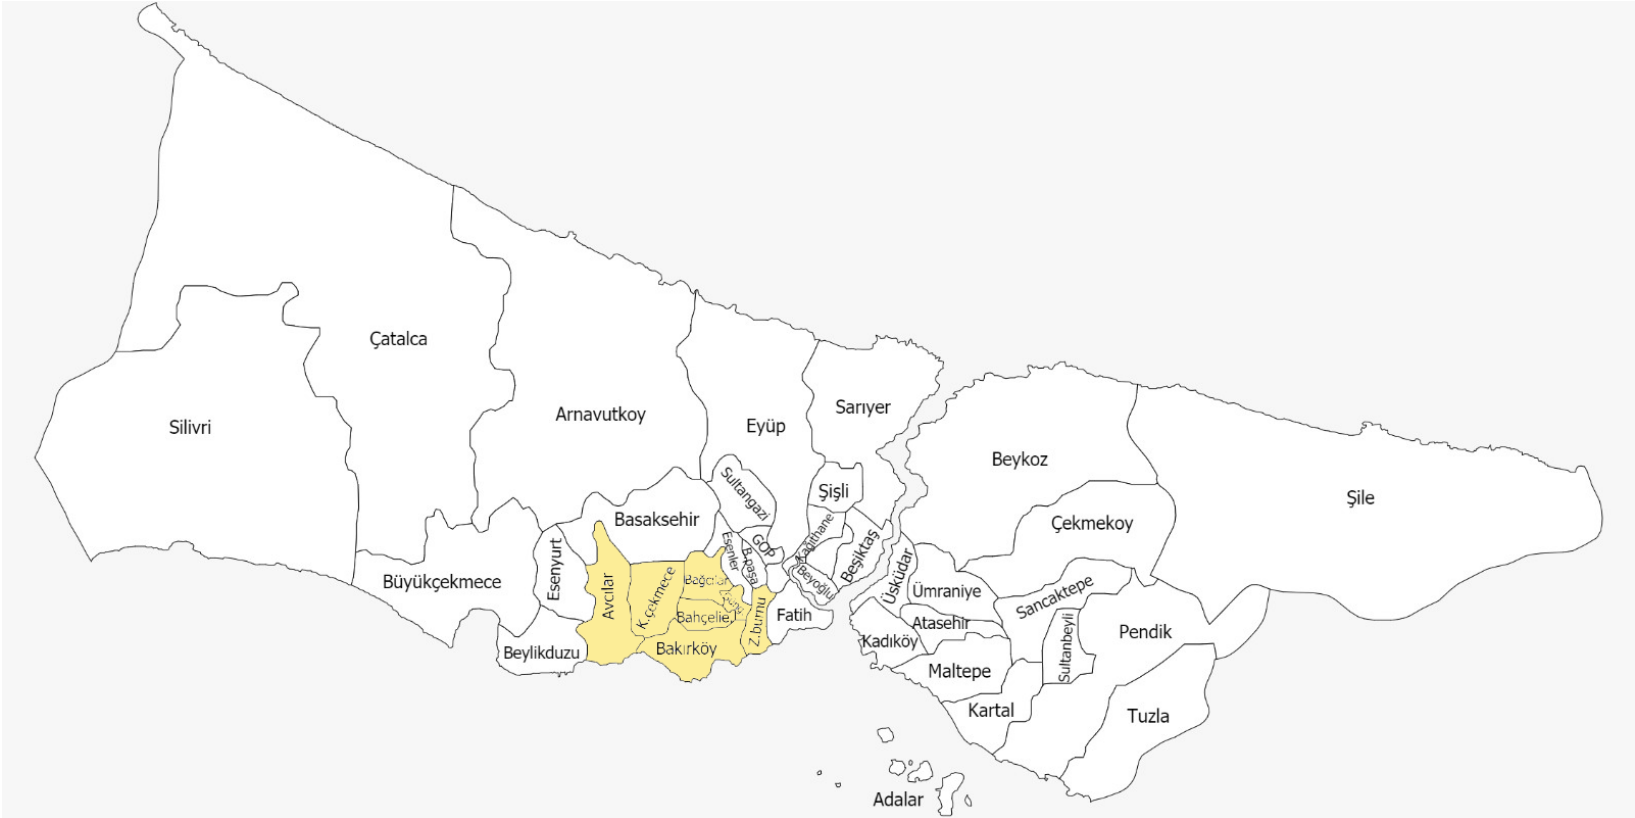 Çatalca
Silivri
Arnavutkoy
Eyüp
Sarıyer
Beykoz
Şile
Sultangazi
Şişli
Basaksehir
Çekmekoy
Büyükçekmece
Esenyurt
Avcılar
K.çekmece
Bağcılar
Esenler
B.paşa
GOP
Kağıthane
Beşiktaş
Beyoğlu
Üsküdar
Ümraniye
Sancaktepe
Bahçelie
Z.burnu
Fatih
Atasehir
Kadıköy
Sultanbeyli
Pendik
Beylikduzu
Bakırköy
Maltepe
Kartal
Tuzla
Adalar